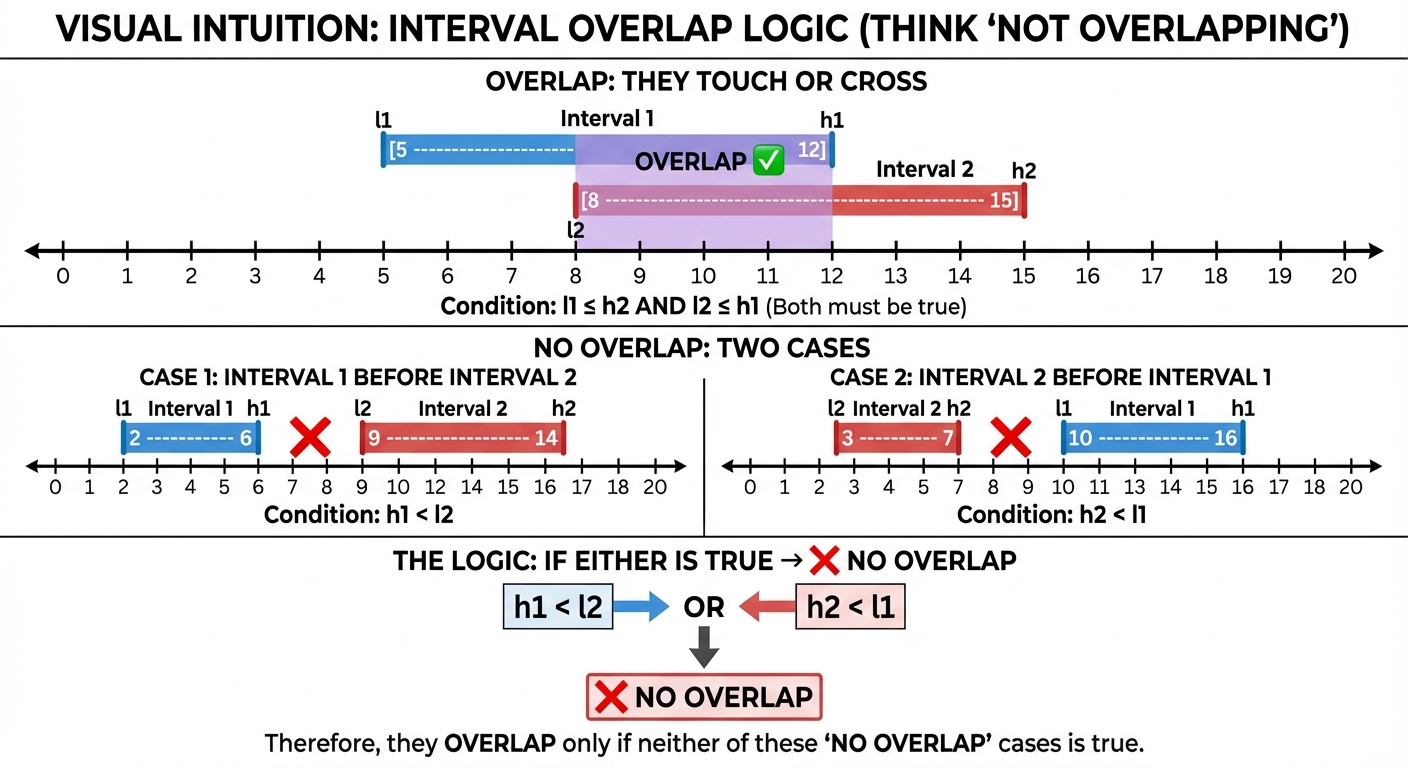 VISUAL INTUITION: INTERVAL OVERLAP LOGIC (THINK ‘NOT OVERLAPPING’)
OVERLAP: THEY TOUCH OR CROSS
l1 Interval 1 h1
[5 ---------------------- 12]
OVERLAP ✅
Interval 2 h2
[8 ------------------------------------------------ 15]
l2
0 1 2 3 4 5 6 7 8 9 10 11 12 13 14 15 16 17 18 19 20
Condition: l1 ≤ h2 AND l2 ≤ h1 (Both must be true)
NO OVERLAP: TWO CASES
CASE 1: INTERVAL 1 BEFORE INTERVAL 2
l1 Interval 1 h1 l2 Interval 2 h2
2 ----------- 6 ❌ 9 ------------------ 14
0 1 2 3 4 5 6 7 8 9 10 12 14 15 16 17 18 20
Condition: h1 < l2
CASE 2: INTERVAL 2 BEFORE INTERVAL 1
l2 Interval 2 h2 l1 Interval 1 h1
3 --------- 7 ❌ 10 -------------- 16
0 1 2 3 4 5 6 7 8 9 10 11 13 14 15 16 17 18 20
Condition: h2 < l1
THE LOGIC: IF EITHER IS TRUE → ❌ NO OVERLAP
h1 < l2 OR h2 < l1
❌ NO OVERLAP
Therefore, they OVERLAP only if neither of these ‘NO OVERLAP’ cases is true.